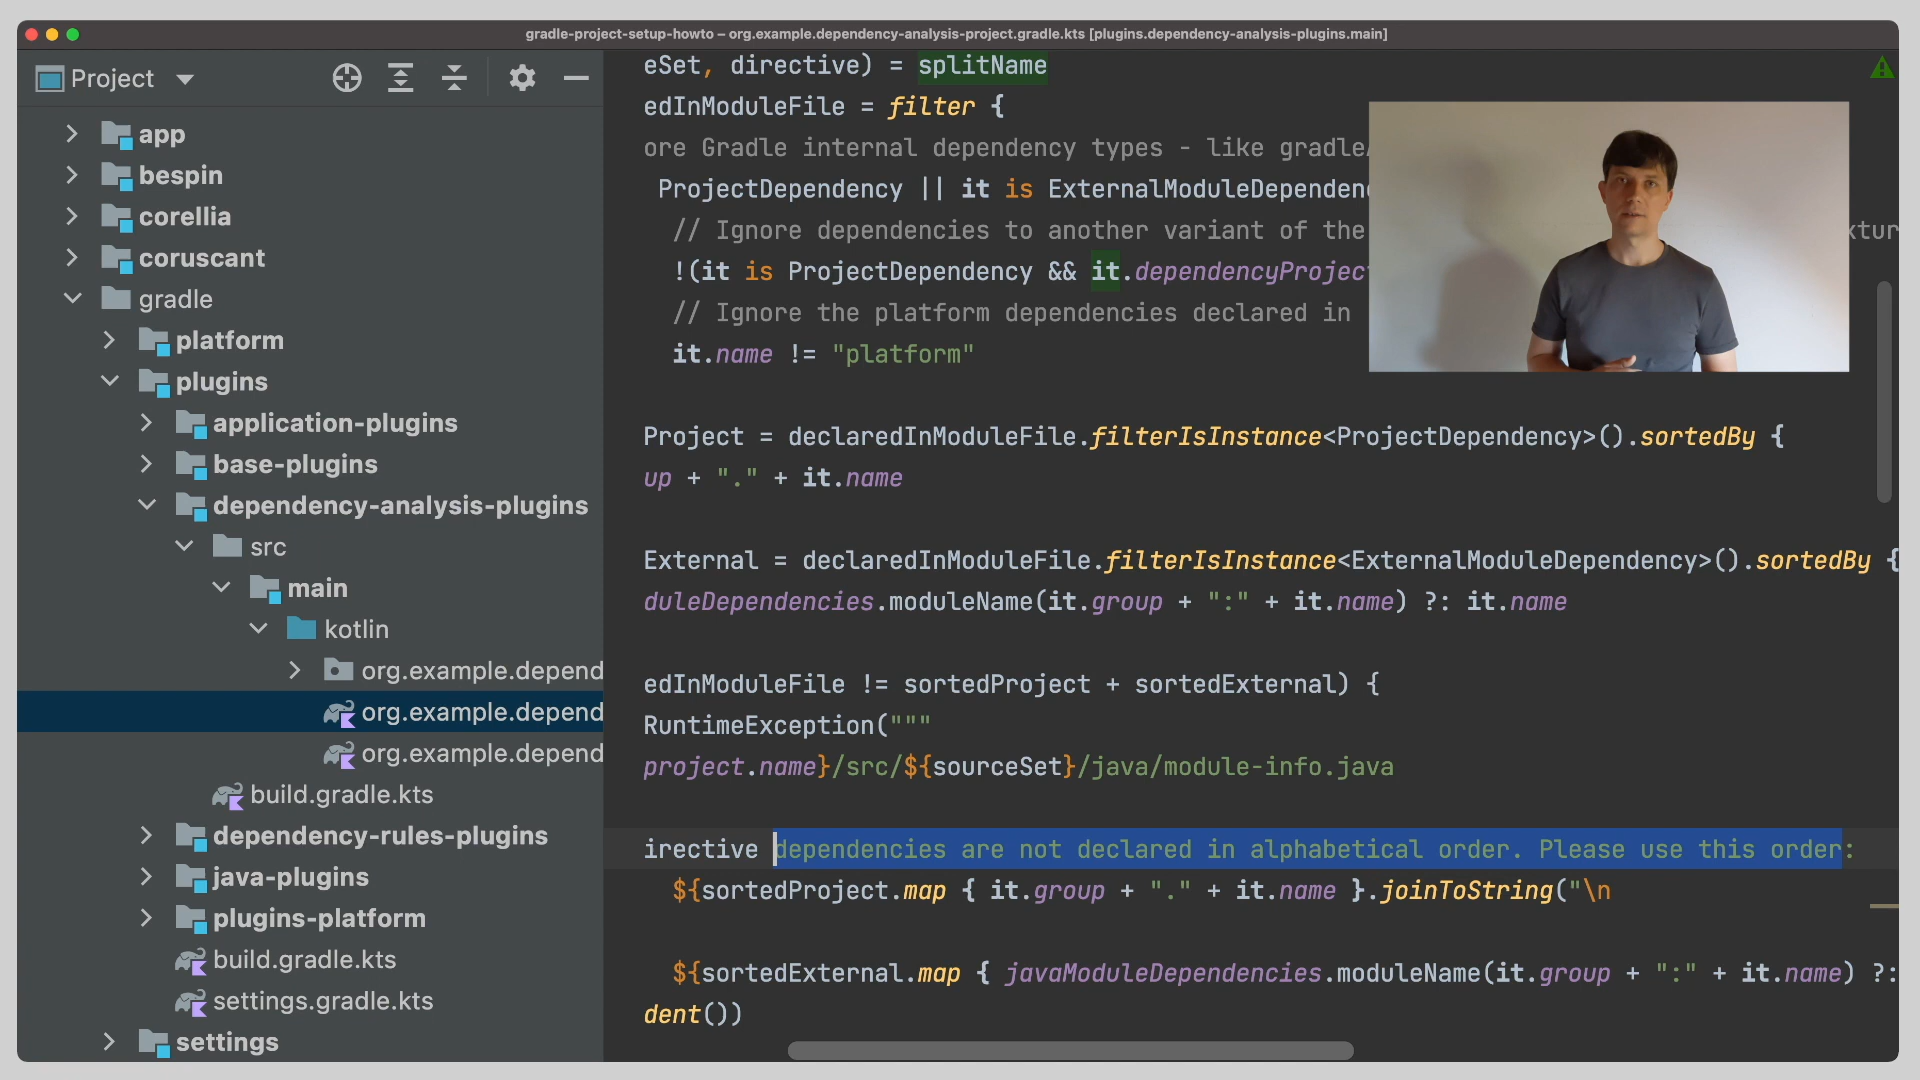 gradle-project-setup-howto – org.example.dependency-analysis-project.gradle.kts [plugins.dependency-analysis-plugins.main]
Project
app
bespin
corellia
coruscant
gradle
platform
plugins
application-plugins
base-plugins
dependency-analysis-plugins
src
main
kotlin
org.example.depend
org.example.depend
org.example.depend
build.gradle.kts
dependency-rules-plugins
java-plugins
plugins-platform
build.gradle.kts
settings.gradle.kts
settings
eSet, directive) = splitName
edInModuleFile = filter {
ore Gradle internal dependency types - like gradle
ProjectDependency || it is ExternalModuleDependenc
// Ignore dependencies to another variant of the xtur
!(it is ProjectDependency && it.dependencyProject
// Ignore the platform dependencies declared in
it.name != "platform"
Project = declaredInModuleFile.filterIsInstance<ProjectDependency>().sortedBy {
up + "." + it.name
External = declaredInModuleFile.filterIsInstance<ExternalModuleDependency>().sortedBy {
duleDependencies.moduleName(it.group + ":" + it.name) ?: it.name
edInModuleFile != sortedProject + sortedExternal) {
RuntimeException("""
project.name}/src/${sourceSet}/java/module-info.java
irective dependencies are not declared in alphabetical order. Please use this order:
${sortedProject.map { it.group + "." + it.name }.joinToString("\n
${sortedExternal.map { javaModuleDependencies.moduleName(it.group + ":" + it.name) ?:
dent())